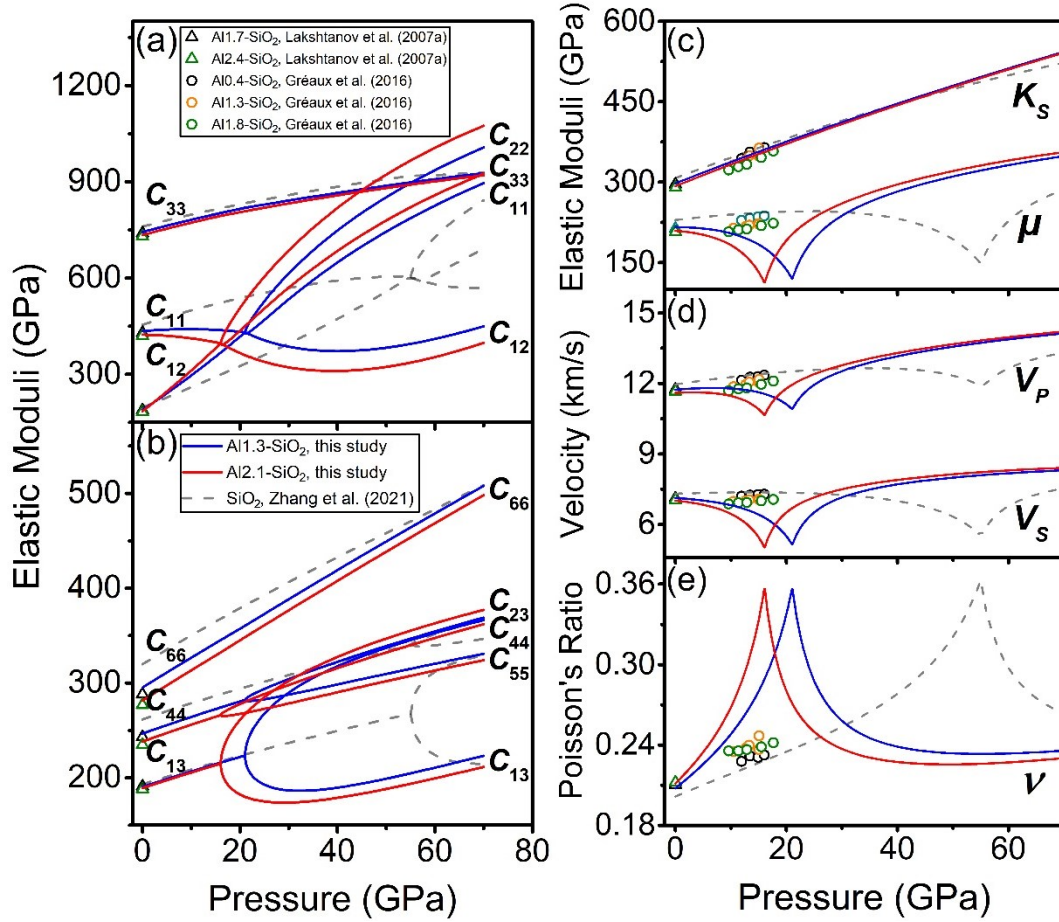 (a)
Al1.7-SiO₂, Lakshtanov et al. (2007a)
Al2.4-SiO₂, Lakshtanov et al. (2007a)
Al0.4-SiO₂, Gréaux et al. (2016)
Al1.3-SiO₂, Gréaux et al. (2016)
Al1.8-SiO₂, Gréaux et al. (2016)
1200
900
600
300
C₃₃
C₁₁
C₁₂
C₂₂
C₃₃
C₁₁
C₁₂
Elastic Moduli (GPa)
(b)
Al1.3-SiO₂, this study
Al2.1-SiO₂, this study
SiO₂, Zhang et al. (2021)
500
400
300
200
C₆₆
C₄₄
C₁₃
C₆₆
C₂₃
C₄₄
C₅₅
C₁₃
0
20
40
60
80
Pressure (GPa)
(c)
600
450
300
150
Elastic Moduli (GPa)
K_S
μ
(d)
15
12
9
6
Velocity (km/s)
V_P
V_S
(e)
0.36
0.30
0.24
0.18
Poisson's Ratio
ν
0
20
40
60
Pressure (GPa)